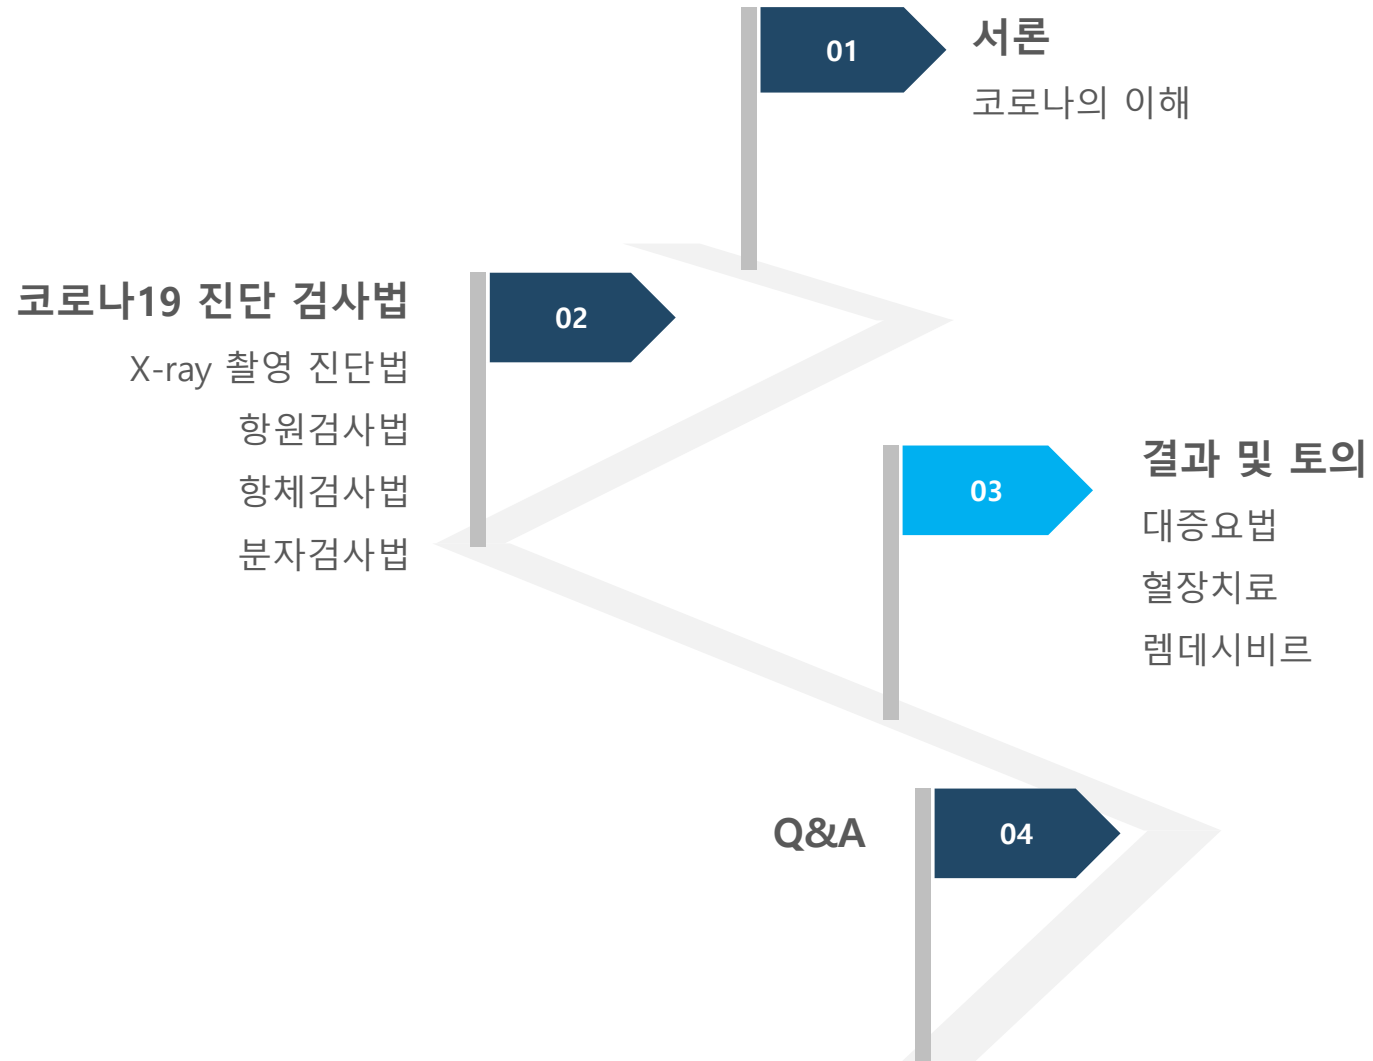 01
서론
코로나의 이해
02
코로나19 진단 검사법
X-ray 촬영 진단법
항원검사법
항체검사법
분자검사법
03
결과 및 토의
대증요법
혈장치료
렘데시비르
04
Q&A